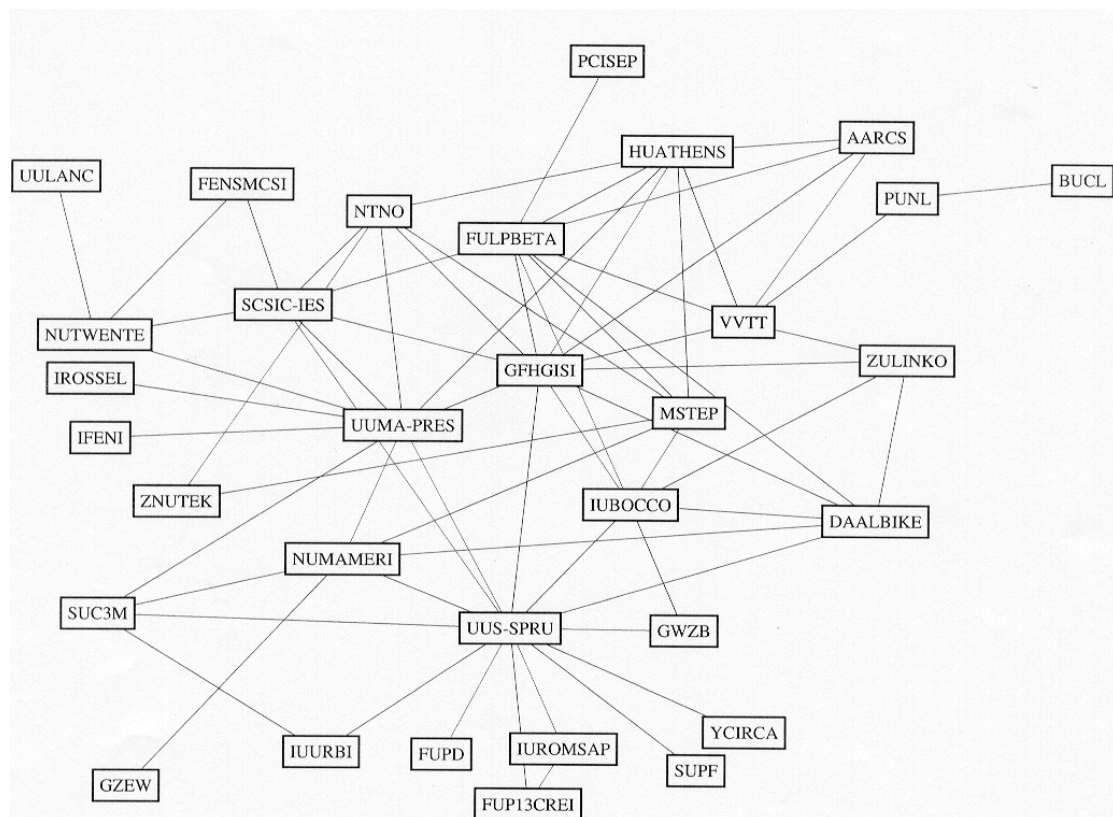 PCISEP
AARCS
HUATHENS
UULANC
FENSMCSI
BUCL
PUNL
NTNO
FULPBETA
SCSIC-IES
VVTT
NUTWENTE
ZULINKO
GFHGISI
IROSSEL
MSTEP
UUMA-PRES
IFENI
ZNUTEK
IUBOCCO
DAALBIKE
NUMAMERI
SUC3M
UUS-SPRU
GWZB
YCIRCA
IUURBI
FUPD
IUROMSAP
SUPF
GZEW
FUP13CREI